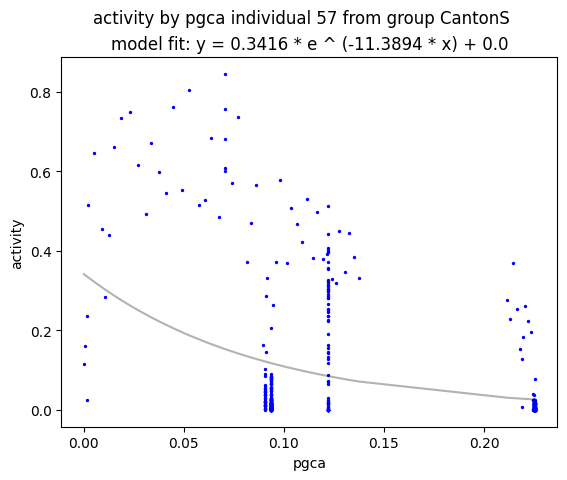 activity by pgca individual 57 from group CantonS
model fit: y = 0.3416 * e ^ (-11.3894 * x) + 0.0
0.8
0.6
0.4
0.2
0.0
activity
0.00 0.05 0.10 0.15 0.20
pgca